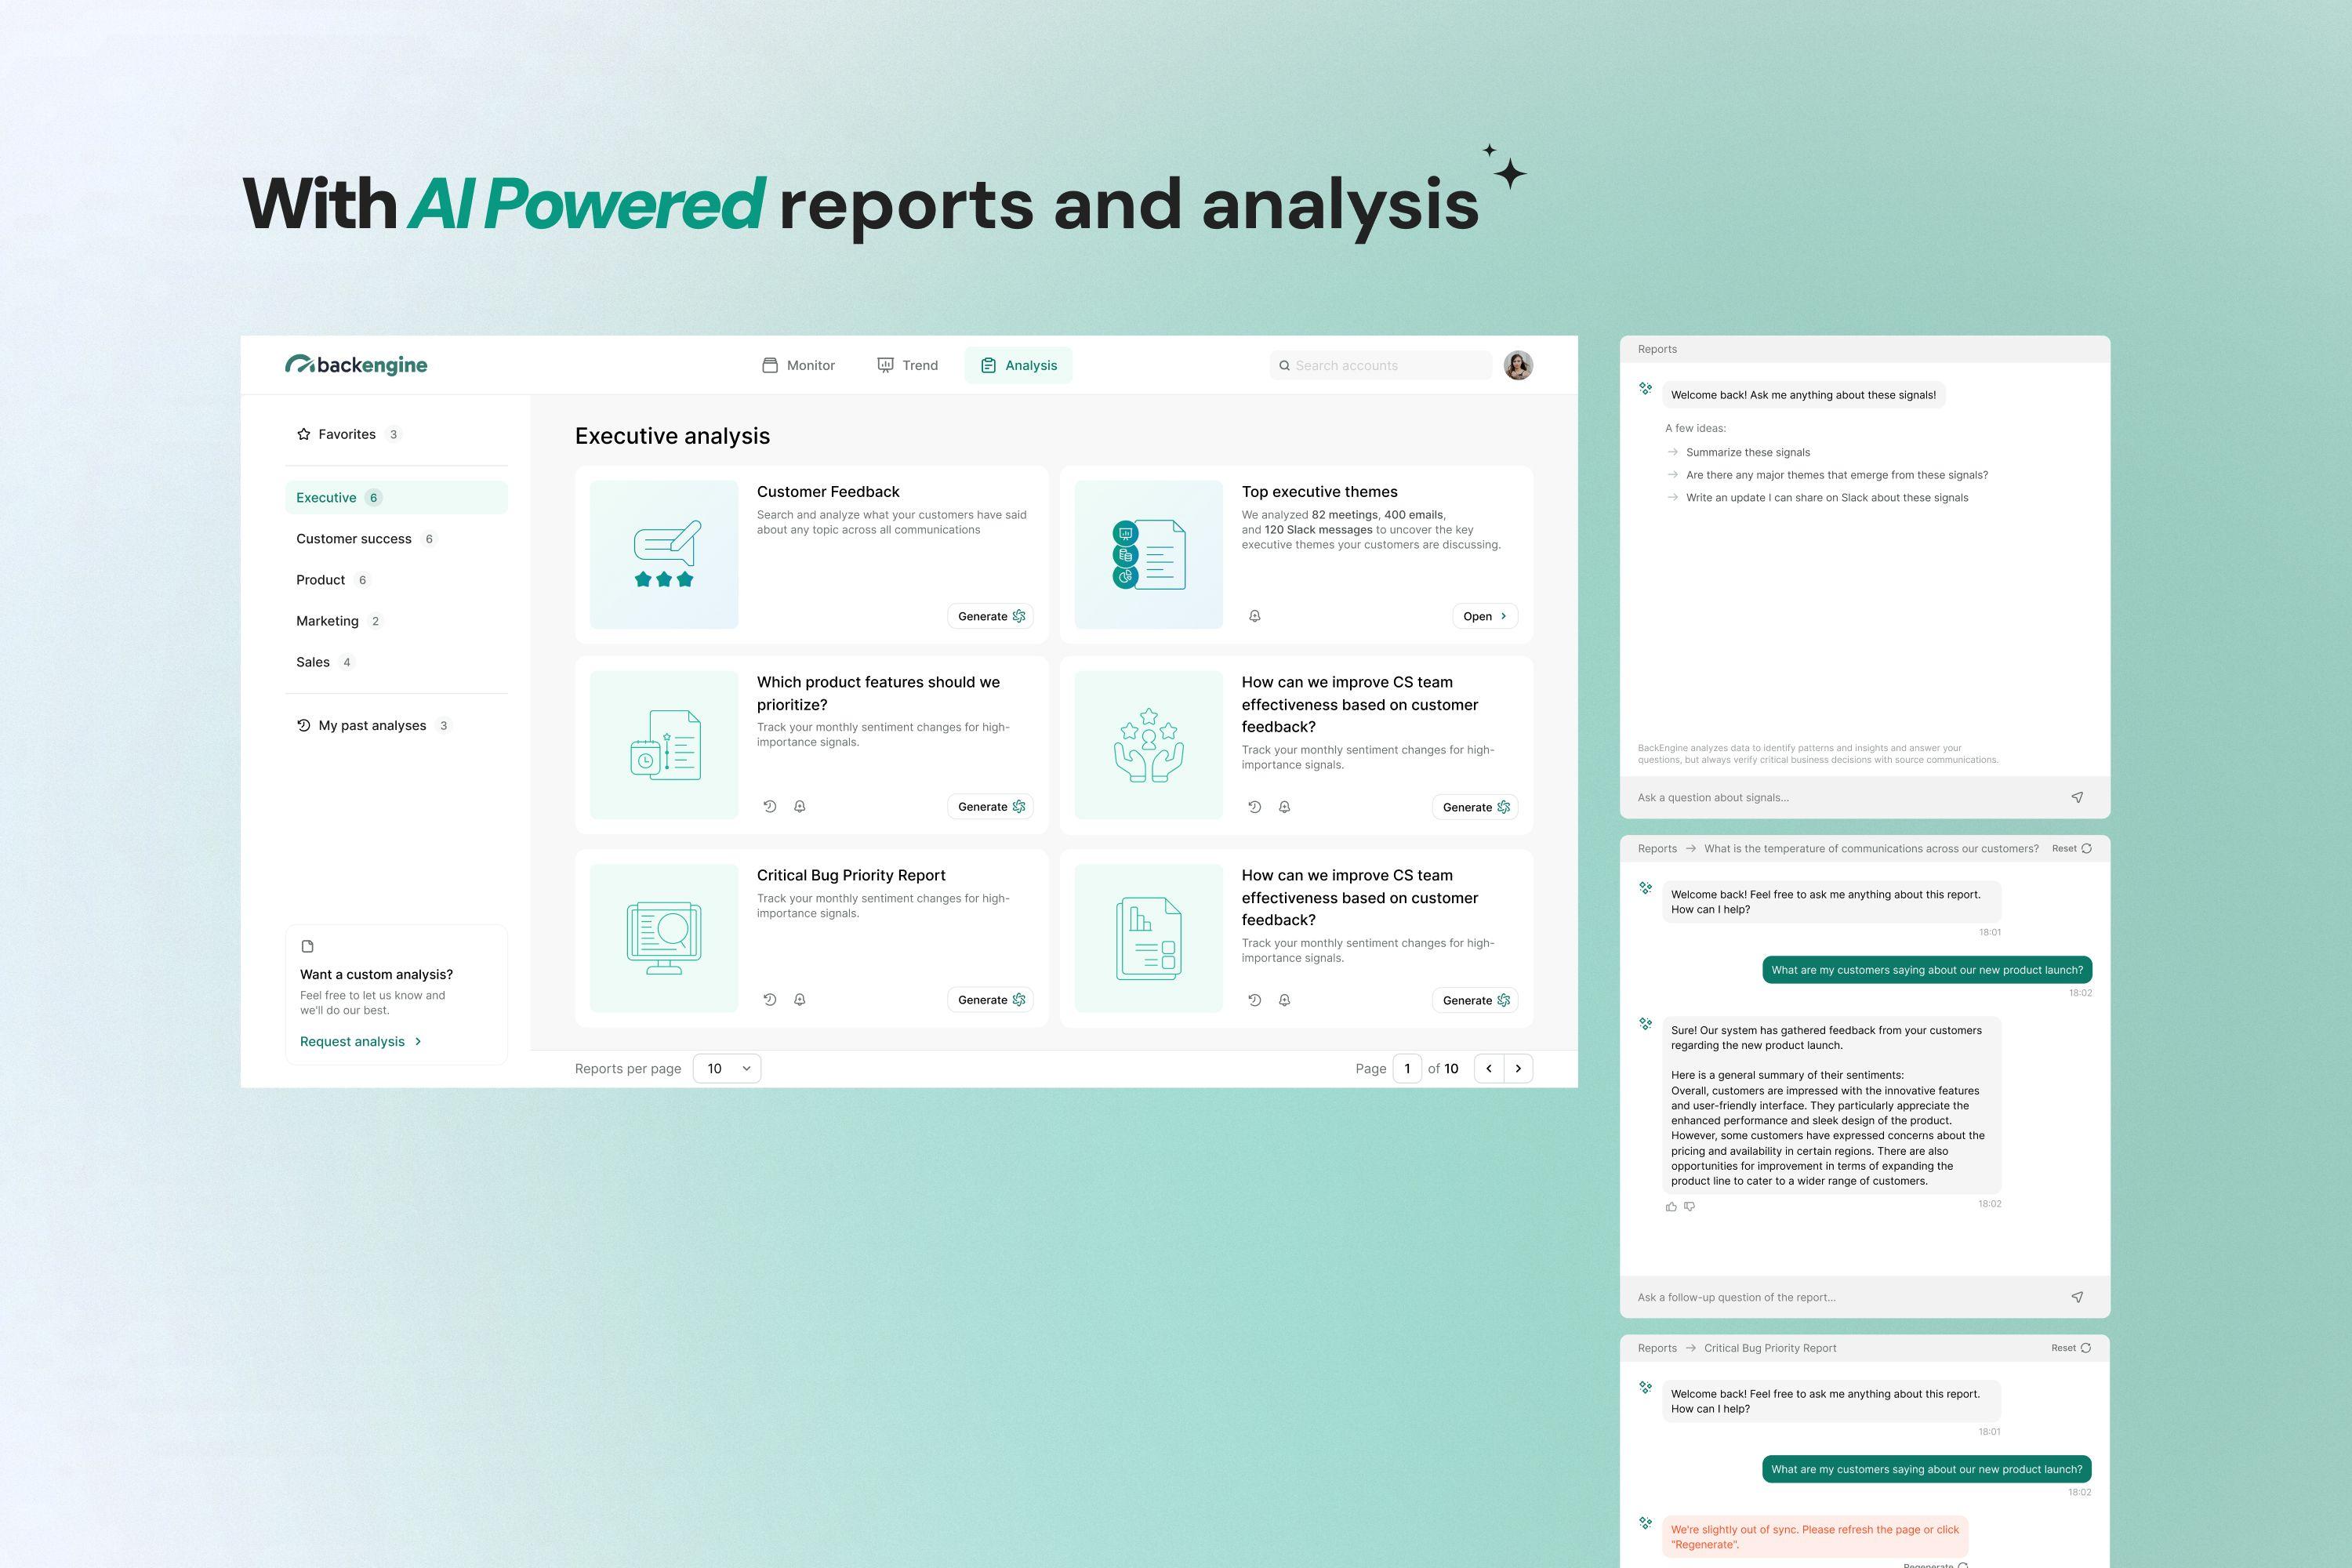 With AI Powered reports and analysis
backengine
Monitor
Trend
Analysis
Search accounts
Favorites 3
Executive 6
Customer success 6
Product 6
Marketing 2
Sales 4
My past analyses 3
Want a custom analysis?
Feel free to let us know and
we'll do our best.
Request analysis
Executive analysis
Customer Feedback
Search and analyze what your customers have said
about any topic across all communications
Generate
Top executive themes
We analyzed 82 meetings, 400 emails,
and 120 Slack messages to uncover the key
executive themes your customers are discussing.
Open
Which product features should we
prioritize?
Track your monthly sentiment changes for high-
importance signals.
Generate
How can we improve CS team
effectiveness based on customer
feedback?
Track your monthly sentiment changes for high-
importance signals.
Generate
Critical Bug Priority Report
Track your monthly sentiment changes for high-
importance signals.
Generate
How can we improve CS team
effectiveness based on customer
feedback?
Track your monthly sentiment changes for high-
importance signals.
Generate
Reports per page 10
Page 1 of 10
Reports
Welcome back! Ask me anything about these signals!
A few ideas:
Summarize these signals
Are there any major themes that emerge from these signals?
Write an update I can share on Slack about these signals
BackEngine analyzes data to identify patterns and insights and answer your
questions, but always verify critical business decisions with source communications.
Ask a question about signals...
Reports → What is the temperature of communications across our customers? Reset
Welcome back! Feel free to ask me anything about this report.
How can I help?
18:01
What are my customers saying about our new product launch?
18:02
Sure! Our system has gathered feedback from your customers
regarding the new product launch.
Here is a general summary of their sentiments:
Overall, customers are impressed with the innovative features
and user-friendly interface. They particularly appreciate the
enhanced performance and sleek design of the product.
However, some customers have expressed concerns about the
pricing and availability in certain regions. There are also
opportunities for improvement in terms of expanding the
product line to cater to a wider range of customers.
18:02
Ask a follow-up question of the report...
Reports → Critical Bug Priority Report Reset
Welcome back! Feel free to ask me anything about this report.
How can I help?
18:01
What are my customers saying about our new product launch?
18:02
We're slightly out of sync. Please refresh the page or click
"Regenerate".
Regenerate